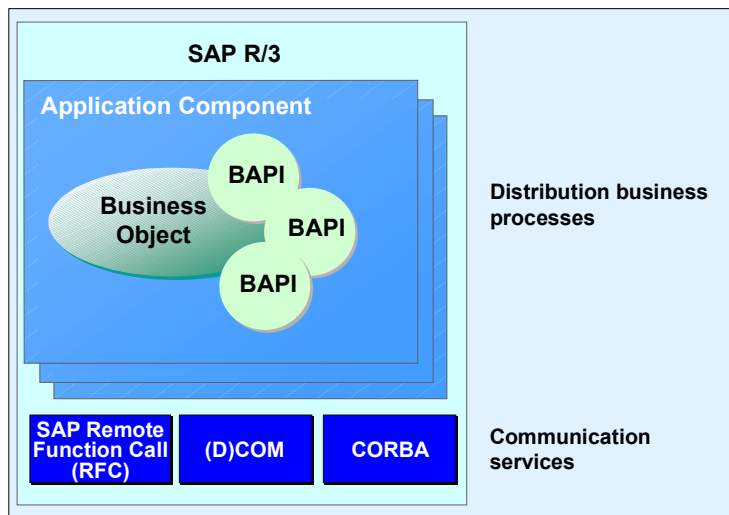 SAP R/3
Application Component
BAPI
Business
Object
BAPI
BAPI
Distribution business
processes
SAP Remote
Function Call
(RFC)
(D)COM
CORBA
Communication
services